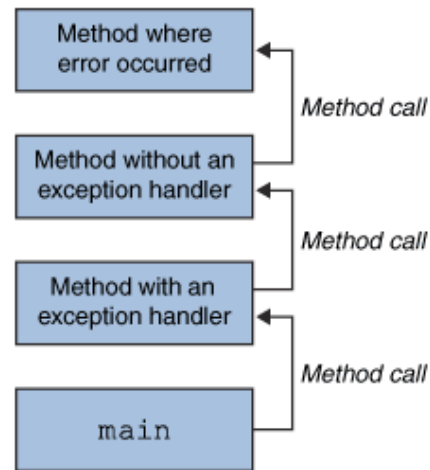 Method where
error occurred
Method call
Method without an
exception handler
Method call
Method with an
exception handler
Method call
main